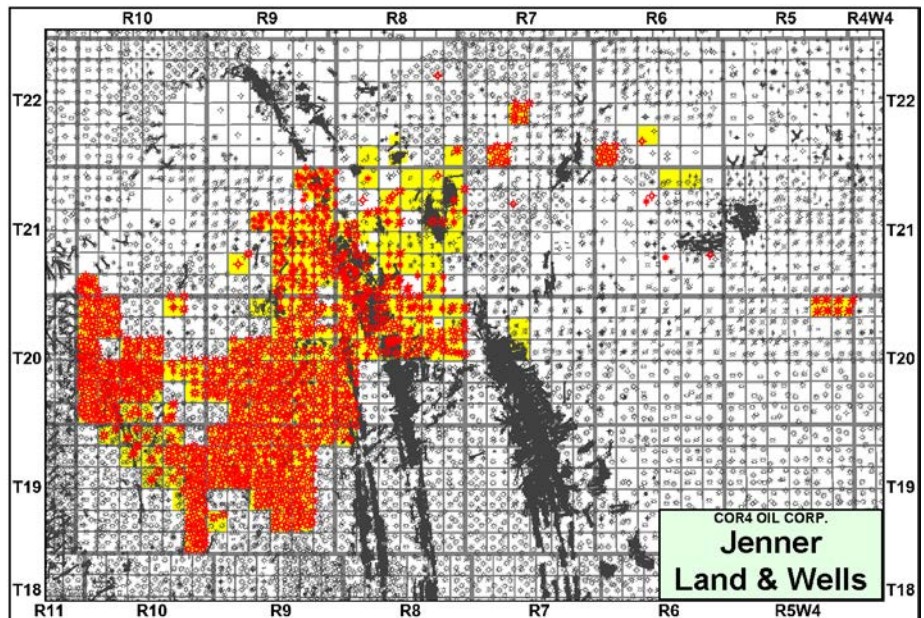 R10 R9 R8 R7 R6 R5 R4W4
T22 T22
T21 T21
T20 T20
T19 T19
T18 T18
COR4 OIL CORP.
Jenner
Land & Wells
R11 R10 R9 R8 R7 R6 R5W4